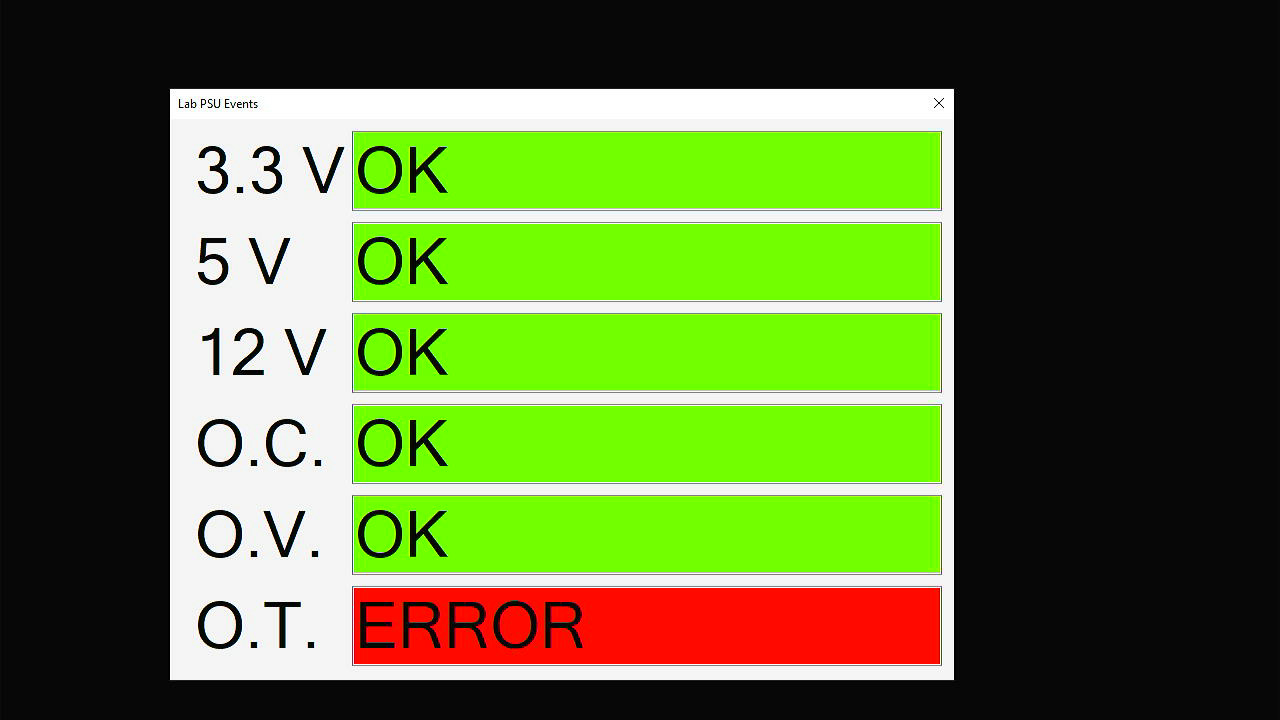 Lab PSU Events
3.3 V OK
5 V OK
12 V OK
O.C. OK
O.V. OK
O.T. ERROR